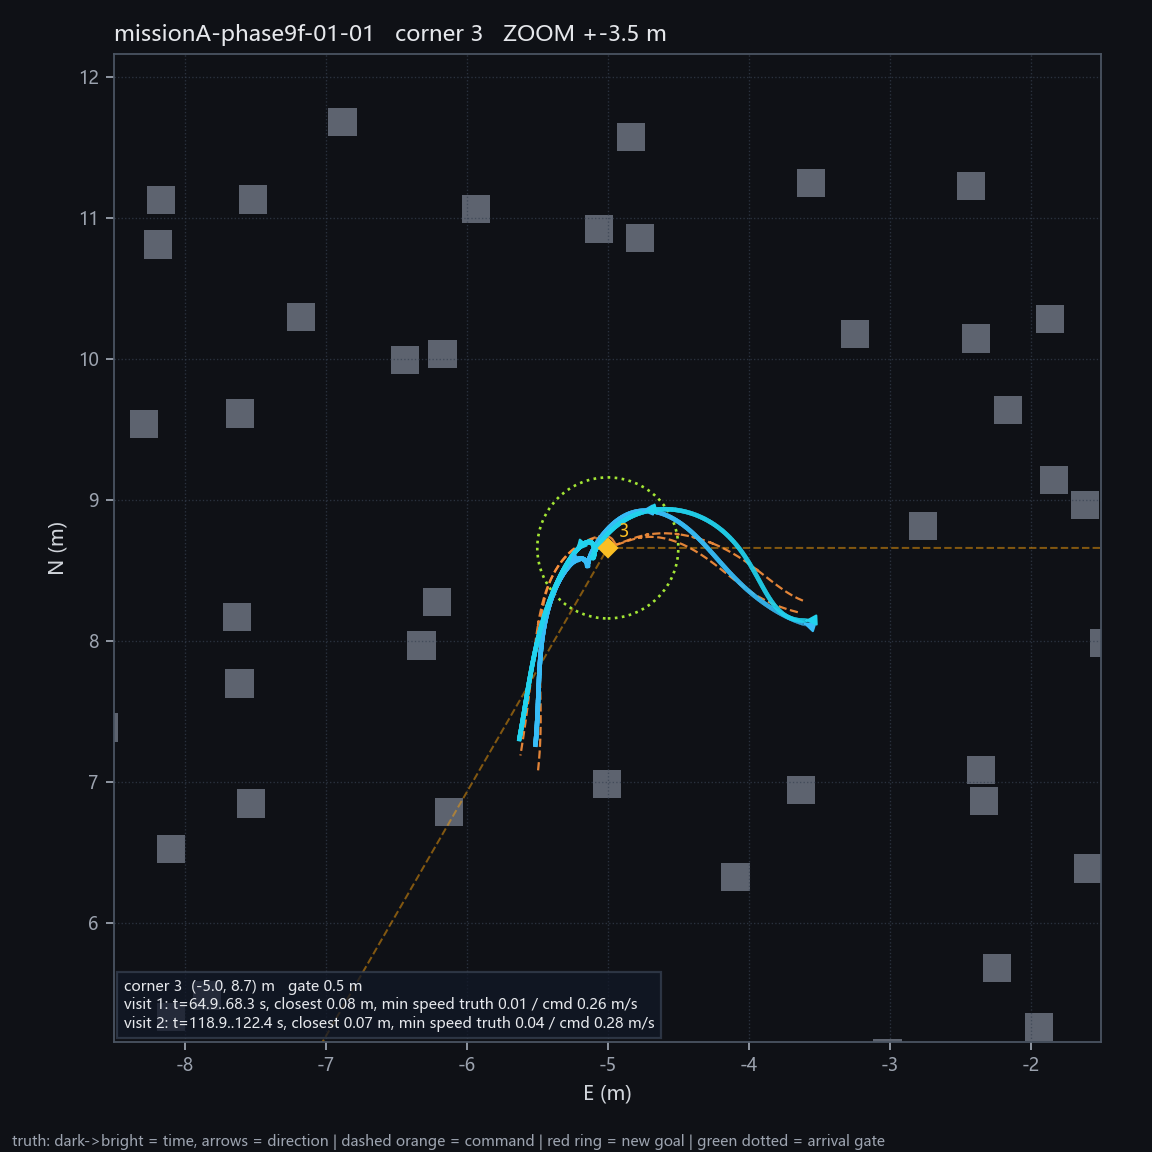 missionA-phase9f-01-01   corner 3   ZOOM +-3.5 m
12
11
10
9
8
7
6
N (m)
3
corner 3  (-5.0, 8.7) m   gate 0.5 m
visit 1: t=64.9..68.3 s, closest 0.08 m, min speed truth 0.01 / cmd 0.26 m/s
visit 2: t=118.9..122.4 s, closest 0.07 m, min speed truth 0.04 / cmd 0.28 m/s
-8 -7 -6 -5 -4 -3 -2
E (m)
truth: dark->bright = time, arrows = direction | dashed orange = command | red ring = new goal | green dotted = arrival gate